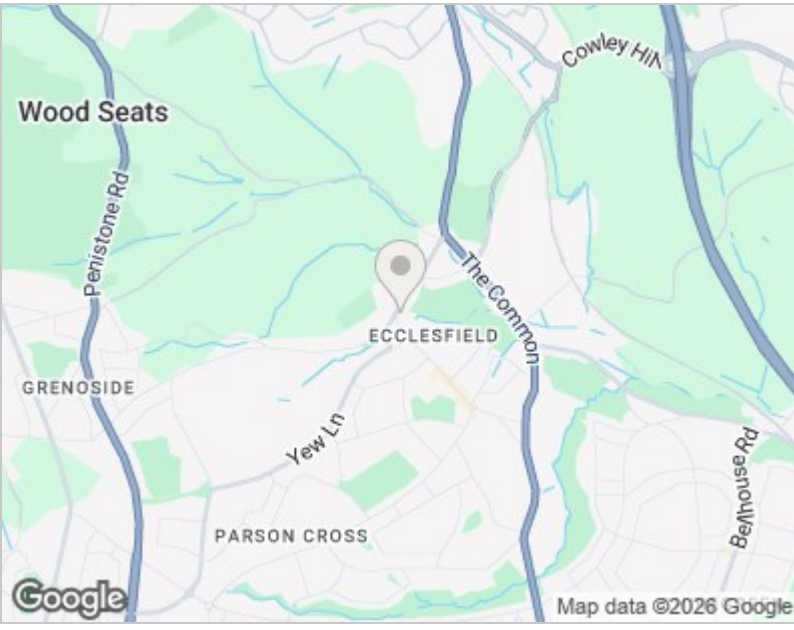 Cowley Hill
Wood Seats
Penistone Rd
The Common
ECCLESFIELD
GRENOSIDE
Yew Ln
Bellhouse Rd
PARSON CROSS
Google
Map data ©2026 Google